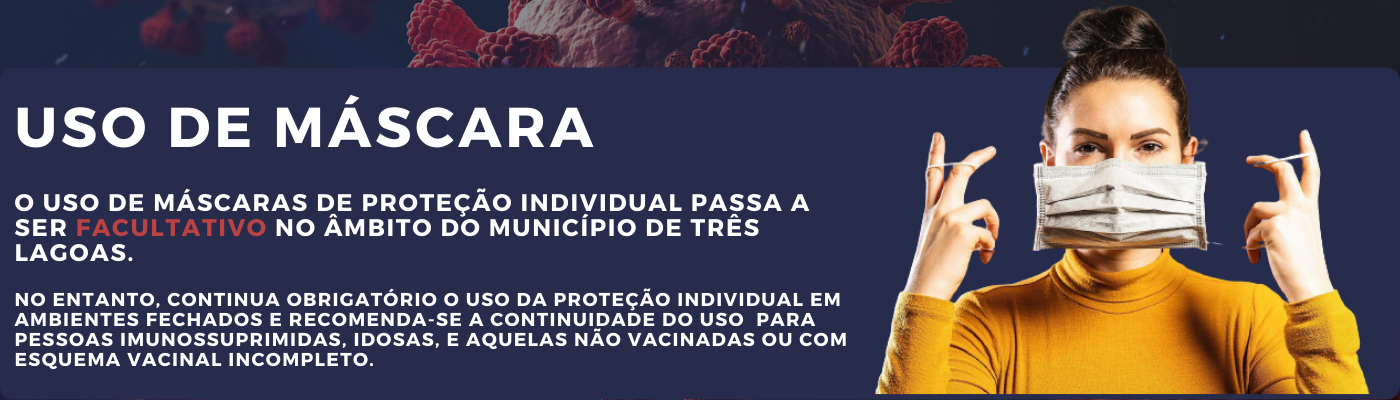 USO DE MÁSCARA
O USO DE MÁSCARAS DE PROTEÇÃO INDIVIDUAL PASSA A
SER FACULTATIVO NO ÂMBITO DO MUNICÍPIO DE TRÊS
LAGOAS.
NO ENTANTO, CONTINUA OBRIGATÓRIO O USO DA PROTEÇÃO INDIVIDUAL EM
AMBIENTES FECHADOS E RECOMENDA-SE A CONTINUIDADE DO USO  PARA
PESSOAS IMUNOSSUPRIMIDAS, IDOSAS, E AQUELAS NÃO VACINADAS OU COM
ESQUEMA VACINAL INCOMPLETO.